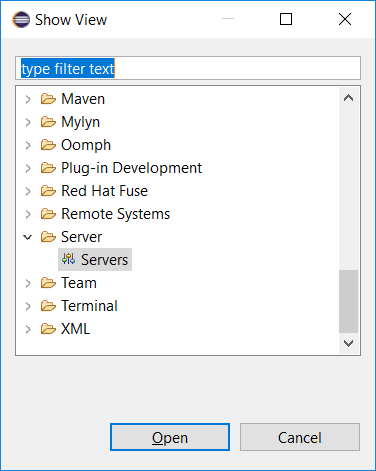 Show View
type filter text
Maven
Mylyn
Oomph
Plug-in Development
Red Hat Fuse
Remote Systems
Server
Servers
Team
Terminal
XML
Open Cancel